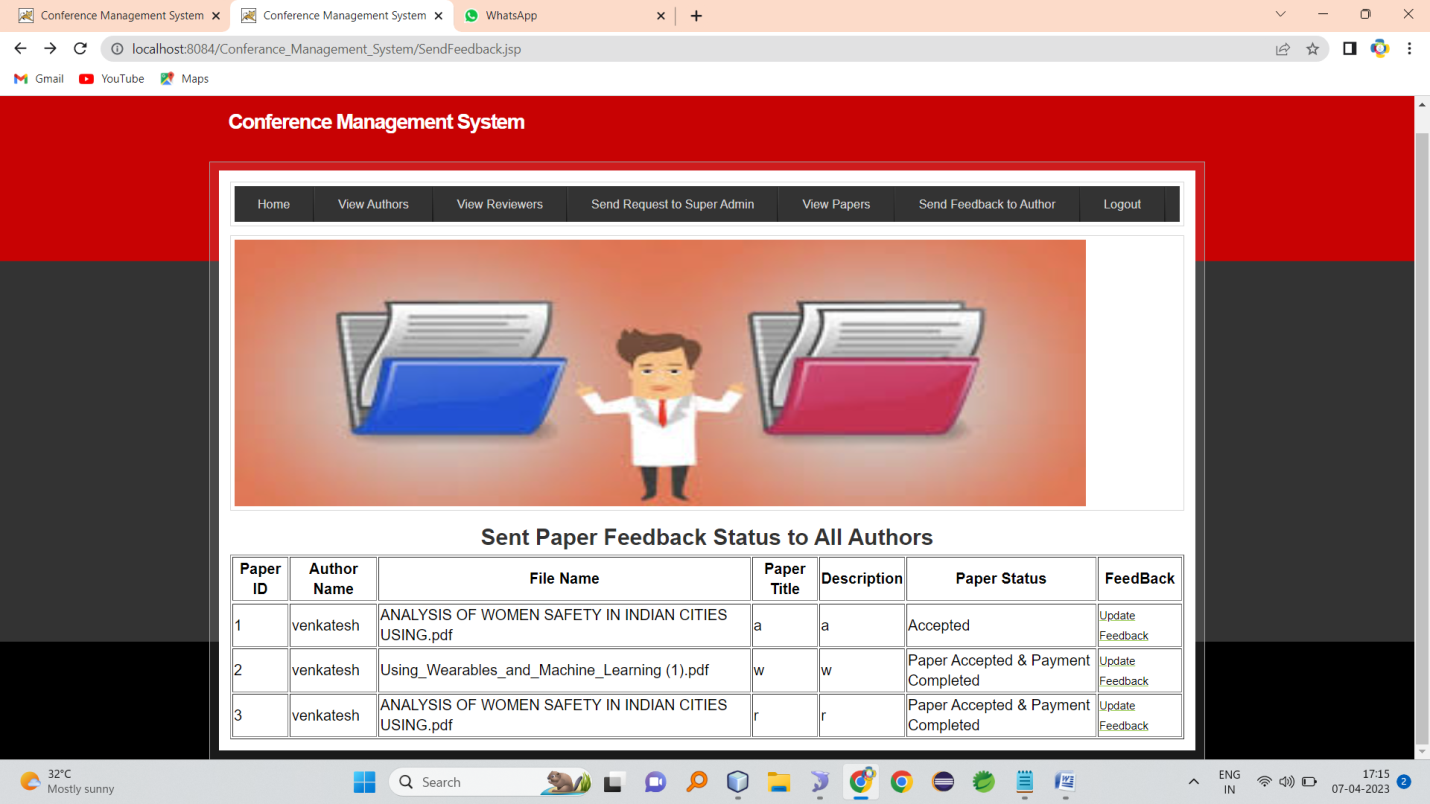 Conference Management System
Conference Management System
WhatsApp
localhost:8084/Conferance_Management_System/SendFeedback.jsp
Gmail
YouTube
Maps
Conference Management System
Home
View Authors
View Reviewers
Send Request to Super Admin
View Papers
Send Feedback to Author
Logout
Sent Paper Feedback Status to All Authors
Paper
ID
Author
Name
File Name
Paper
Title
Description
Paper Status
FeedBack
1
venkatesh
ANALYSIS OF WOMEN SAFETY IN INDIAN CITIES
USING.pdf
a
a
Accepted
Update
Feedback
2
venkatesh
Using_Wearables_and_Machine_Learning (1).pdf
w
w
Paper Accepted & Payment
Completed
Update
Feedback
3
venkatesh
ANALYSIS OF WOMEN SAFETY IN INDIAN CITIES
USING.pdf
r
r
Paper Accepted & Payment
Completed
Update
Feedback
32°C
Mostly sunny
Search
ENG
IN
17:15
07-04-2023
2